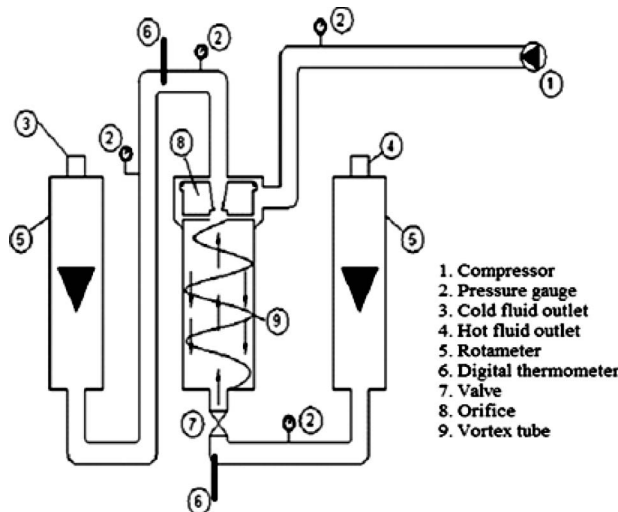 6
2
2
1
3
2
8
4
5
5
9
7
2
6
1. Compressor
2. Pressure gauge
3. Cold fluid outlet
4. Hot fluid outlet
5. Rotameter
6. Digital thermometer
7. Valve
8. Orifice
9. Vortex tube